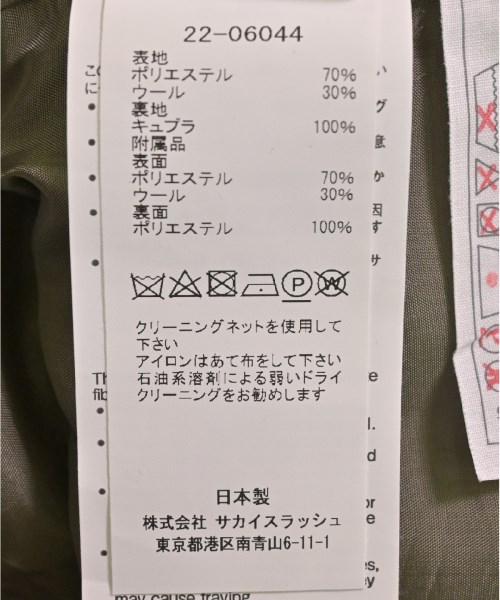 22-06044
表地
ポリエステル 70%
ウール 30%
裏地
キュプラ 100%
附属品
表面
ポリエステル 70%
ウール 30%
裏面
ポリエステル 100%
P W
クリーニングネットを使用して
下さい
アイロンはあて布をして下さい
石油系溶剤による弱いドライ
クリーニングをお勧めします
日本製
株式会社 サカイスラッシュ
東京都港区南青山6-11-1
may cause fraying